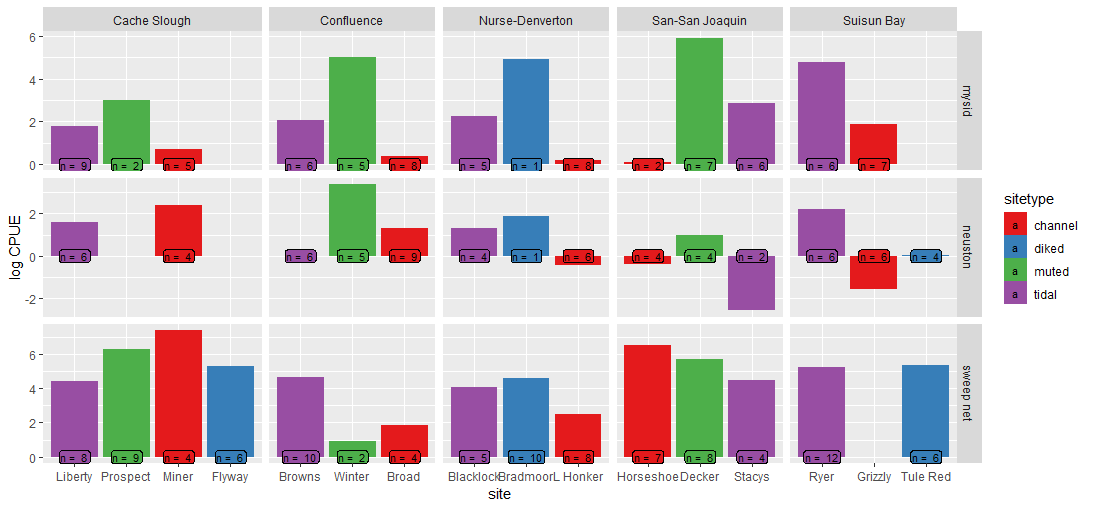 Cache Slough Confluence Nurse-Denverton San-San Joaquin Suisun Bay
6
4
2
0
n = 9 n = 2 n = 5 n = 6 n = 5 n = 8 n = 5 n = 1 n = 8 n = 2 n = 7 n = 6 n = 6 n = 7
mysid
log CPUE
2
0
-2
n = 6 n = 4 n = 6 n = 5 n = 9 n = 4 n = 1 n = 6 n = 4 n = 4 n = 2 n = 6 n = 6 n = 4
neuston
6
4
2
0
n = 8 n = 9 n = 4 n = 6 n = 10 n = 2 n = 4 n = 5 n = 10 n = 8 n = 7 n = 8 n = 4 n = 12 n = 6
sweep net
Liberty Prospect Miner Flyway Browns Winter Broad Blacklock Bradmoor L Honker Horseshoe Decker Stacys Ryer Grizzly Tule Red
site
sitetype
a channel
a diked
a muted
a tidal